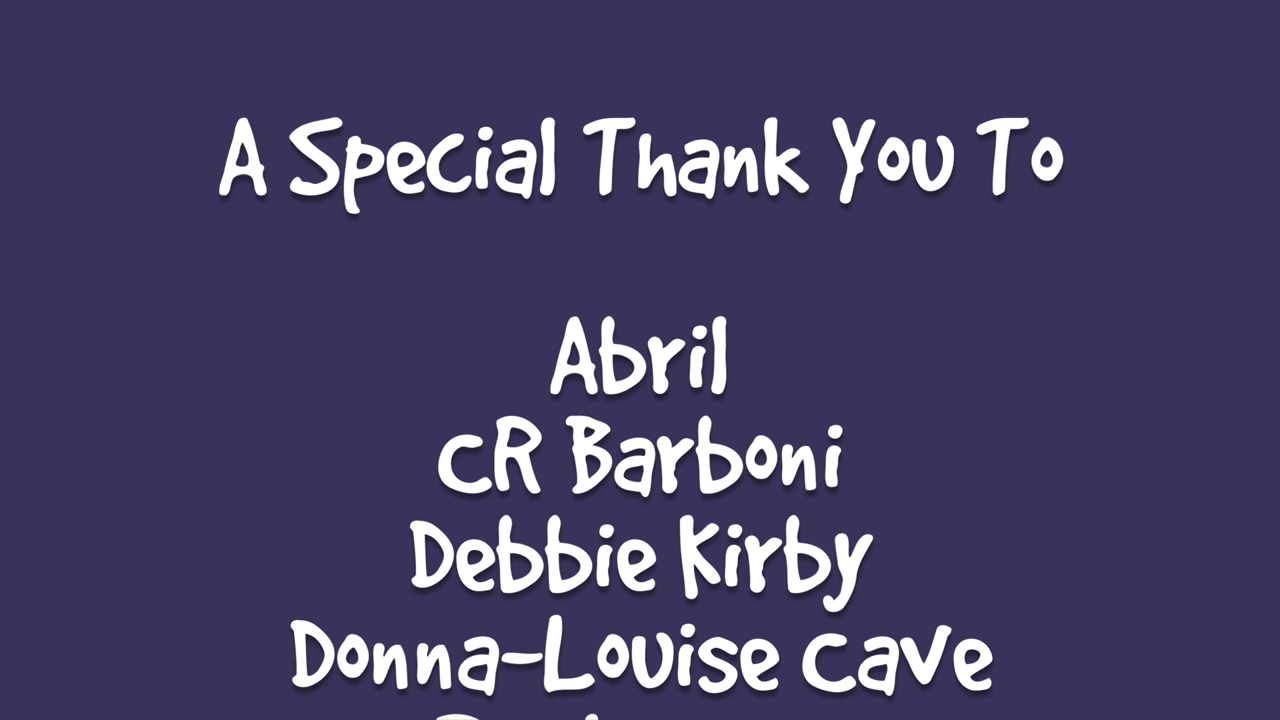 A Special Thank You To
Abril
CR Barboni
Debbie Kirby
Donna-Louise Cave